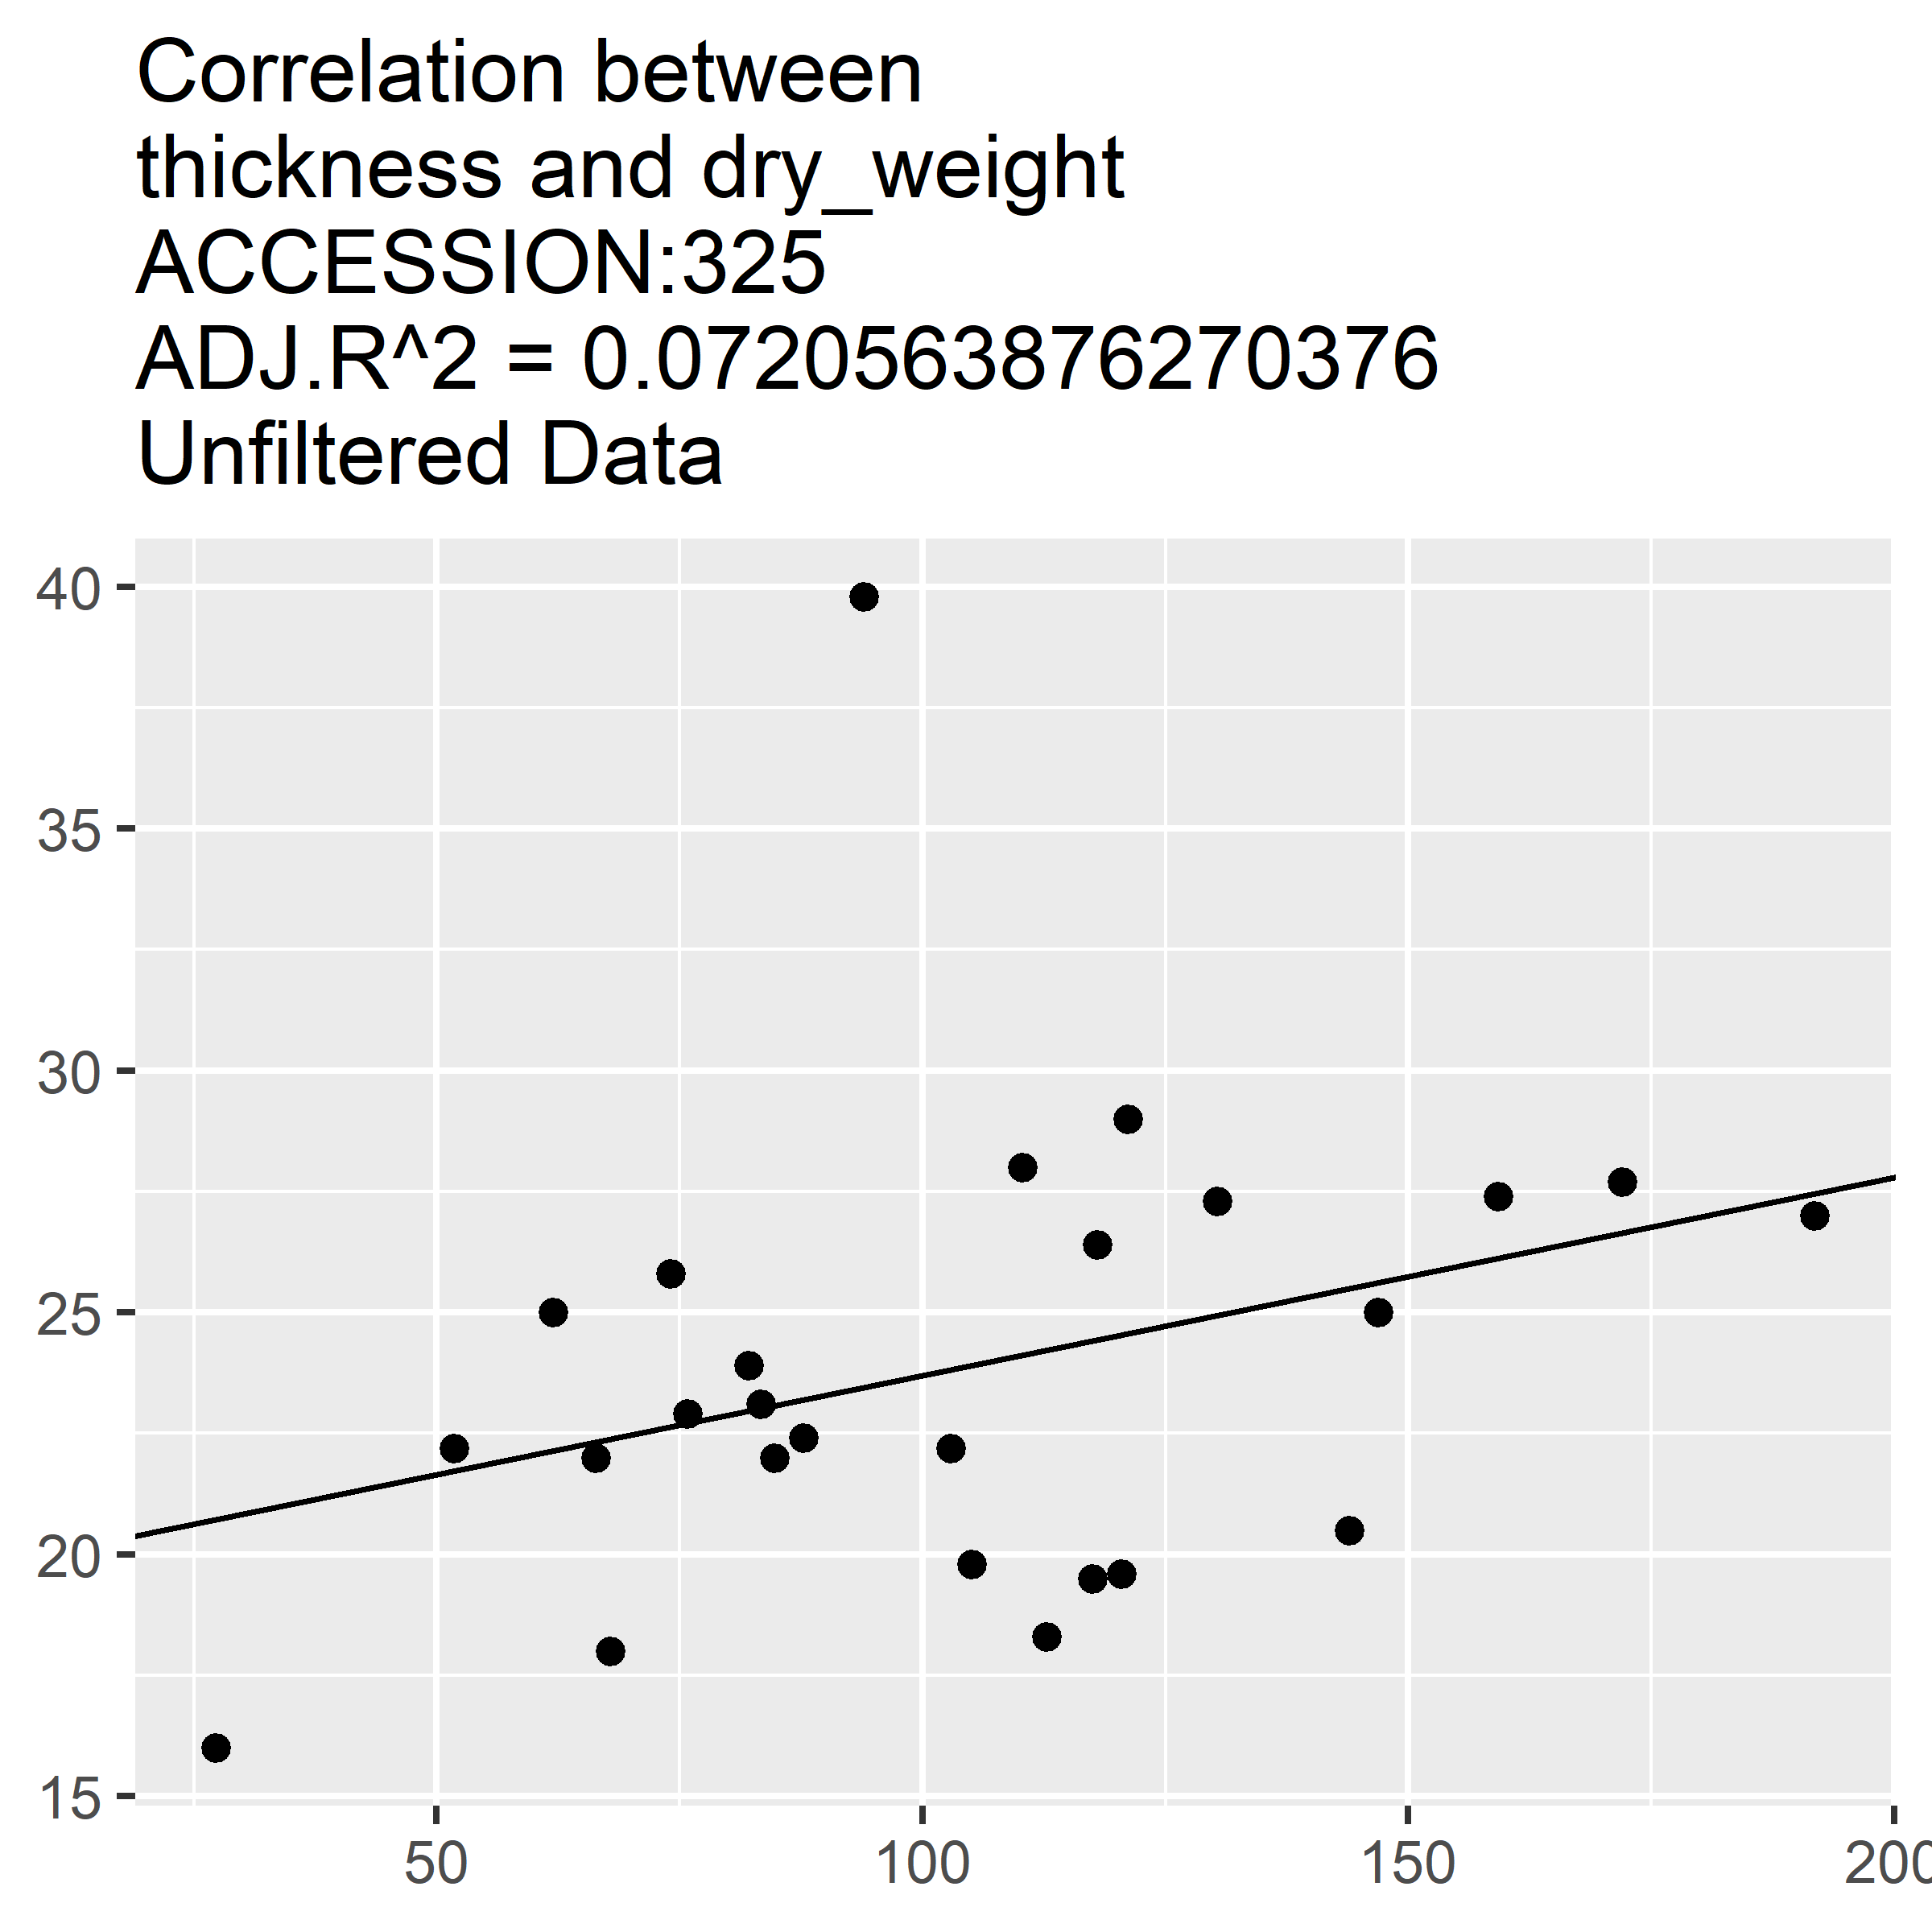 Correlation between
thickness and dry_weight
ACCESSION:325
ADJ.R^2 = 0.0720563876270376
Unfiltered Data
40
35
30
25
20
15
50 100 150 200